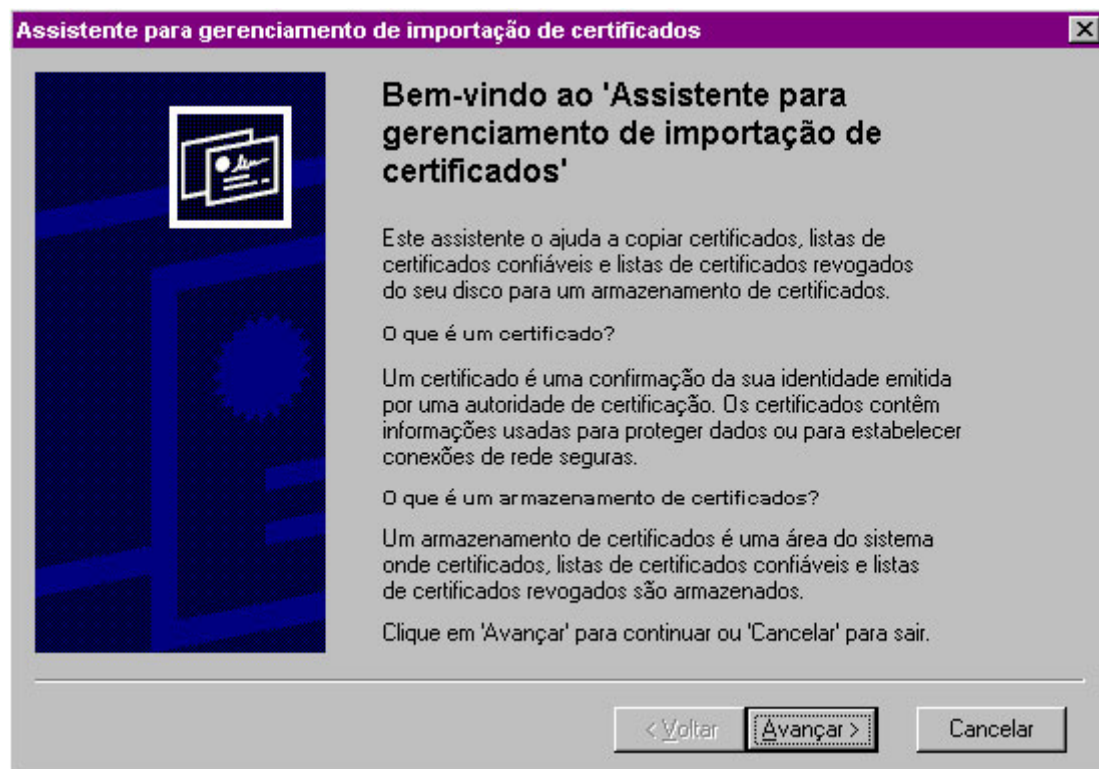 Assistente para gerenciamento de importação de certificados
Bem-vindo ao 'Assistente para
gerenciamento de importação de
certificados'
Este assistente o ajuda a copiar certificados, listas de
certificados confiáveis e listas de certificados revogados
do seu disco para um armazenamento de certificados.
O que é um certificado?
Um certificado é uma confirmação da sua identidade emitida
por uma autoridade de certificação. Os certificados contêm
informações usadas para proteger dados ou para estabelecer
conexões de rede seguras.
O que é um armazenamento de certificados?
Um armazenamento de certificados é uma área do sistema
onde certificados, listas de certificados confiáveis e listas
de certificados revogados são armazenados.
Clique em 'Avançar' para continuar ou 'Cancelar' para sair.
< Voltar Avançar > Cancelar